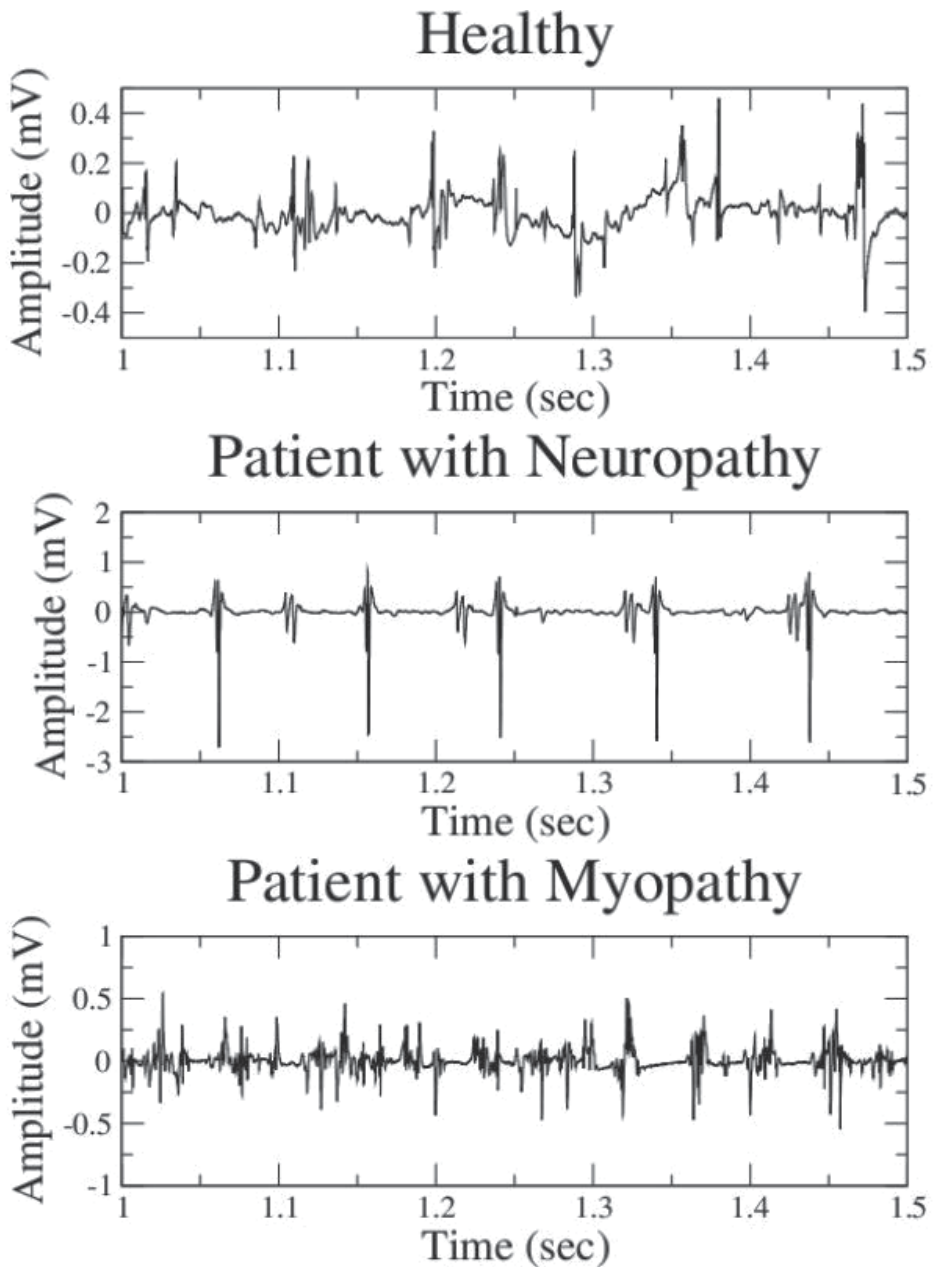 Healthy
Amplitude (mV)
0.4
0.2
0
-0.2
-0.4
1 1.1 1.2 1.3 1.4 1.5
Time (sec)
Patient with Neuropathy
Amplitude (mV)
2
1
0
-1
-2
-3
1 1.1 1.2 1.3 1.4 1.5
Time (sec)
Patient with Myopathy
Amplitude (mV)
1
0.5
0
-0.5
-1
1 1.1 1.2 1.3 1.4 1.5
Time (sec)